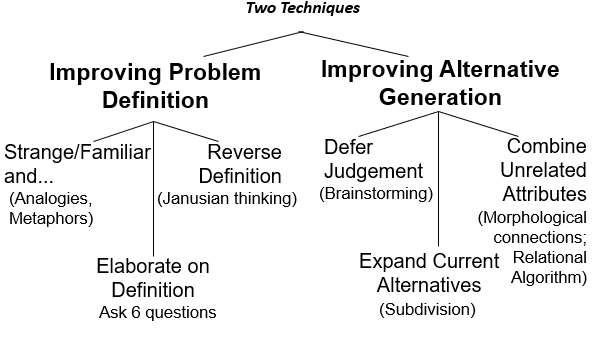 Two Techniques
Improving Problem
Definition
Improving Alternative
Generation
Strange/Familiar
and...
(Analogies,
Metaphors)
Reverse
Definition
(Janusian thinking)
Elaborate on
Definition
Ask 6 questions
Defer
Judgement
(Brainstorming)
Expand Current
Alternatives
(Subdivision)
Combine
Unrelated
Attributes
(Morphological
connections;
Relational
Algorithm)